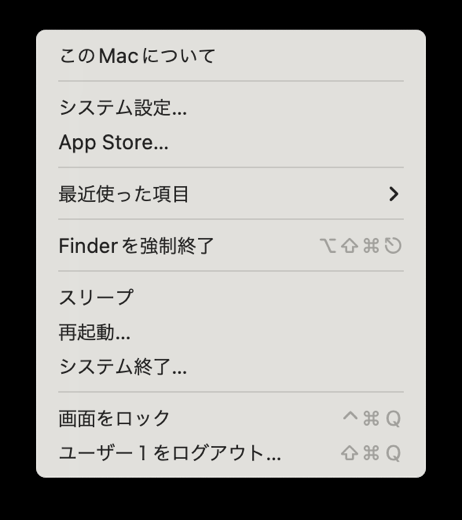 このMacについて
システム設定...
App Store...
最近使った項目 >
Finderを強制終了 ⌥⇧⌘⎋
スリープ
再起動...
システム終了...
画面をロック ^⌘Q
ユーザー1をログアウト... ⇧⌘Q